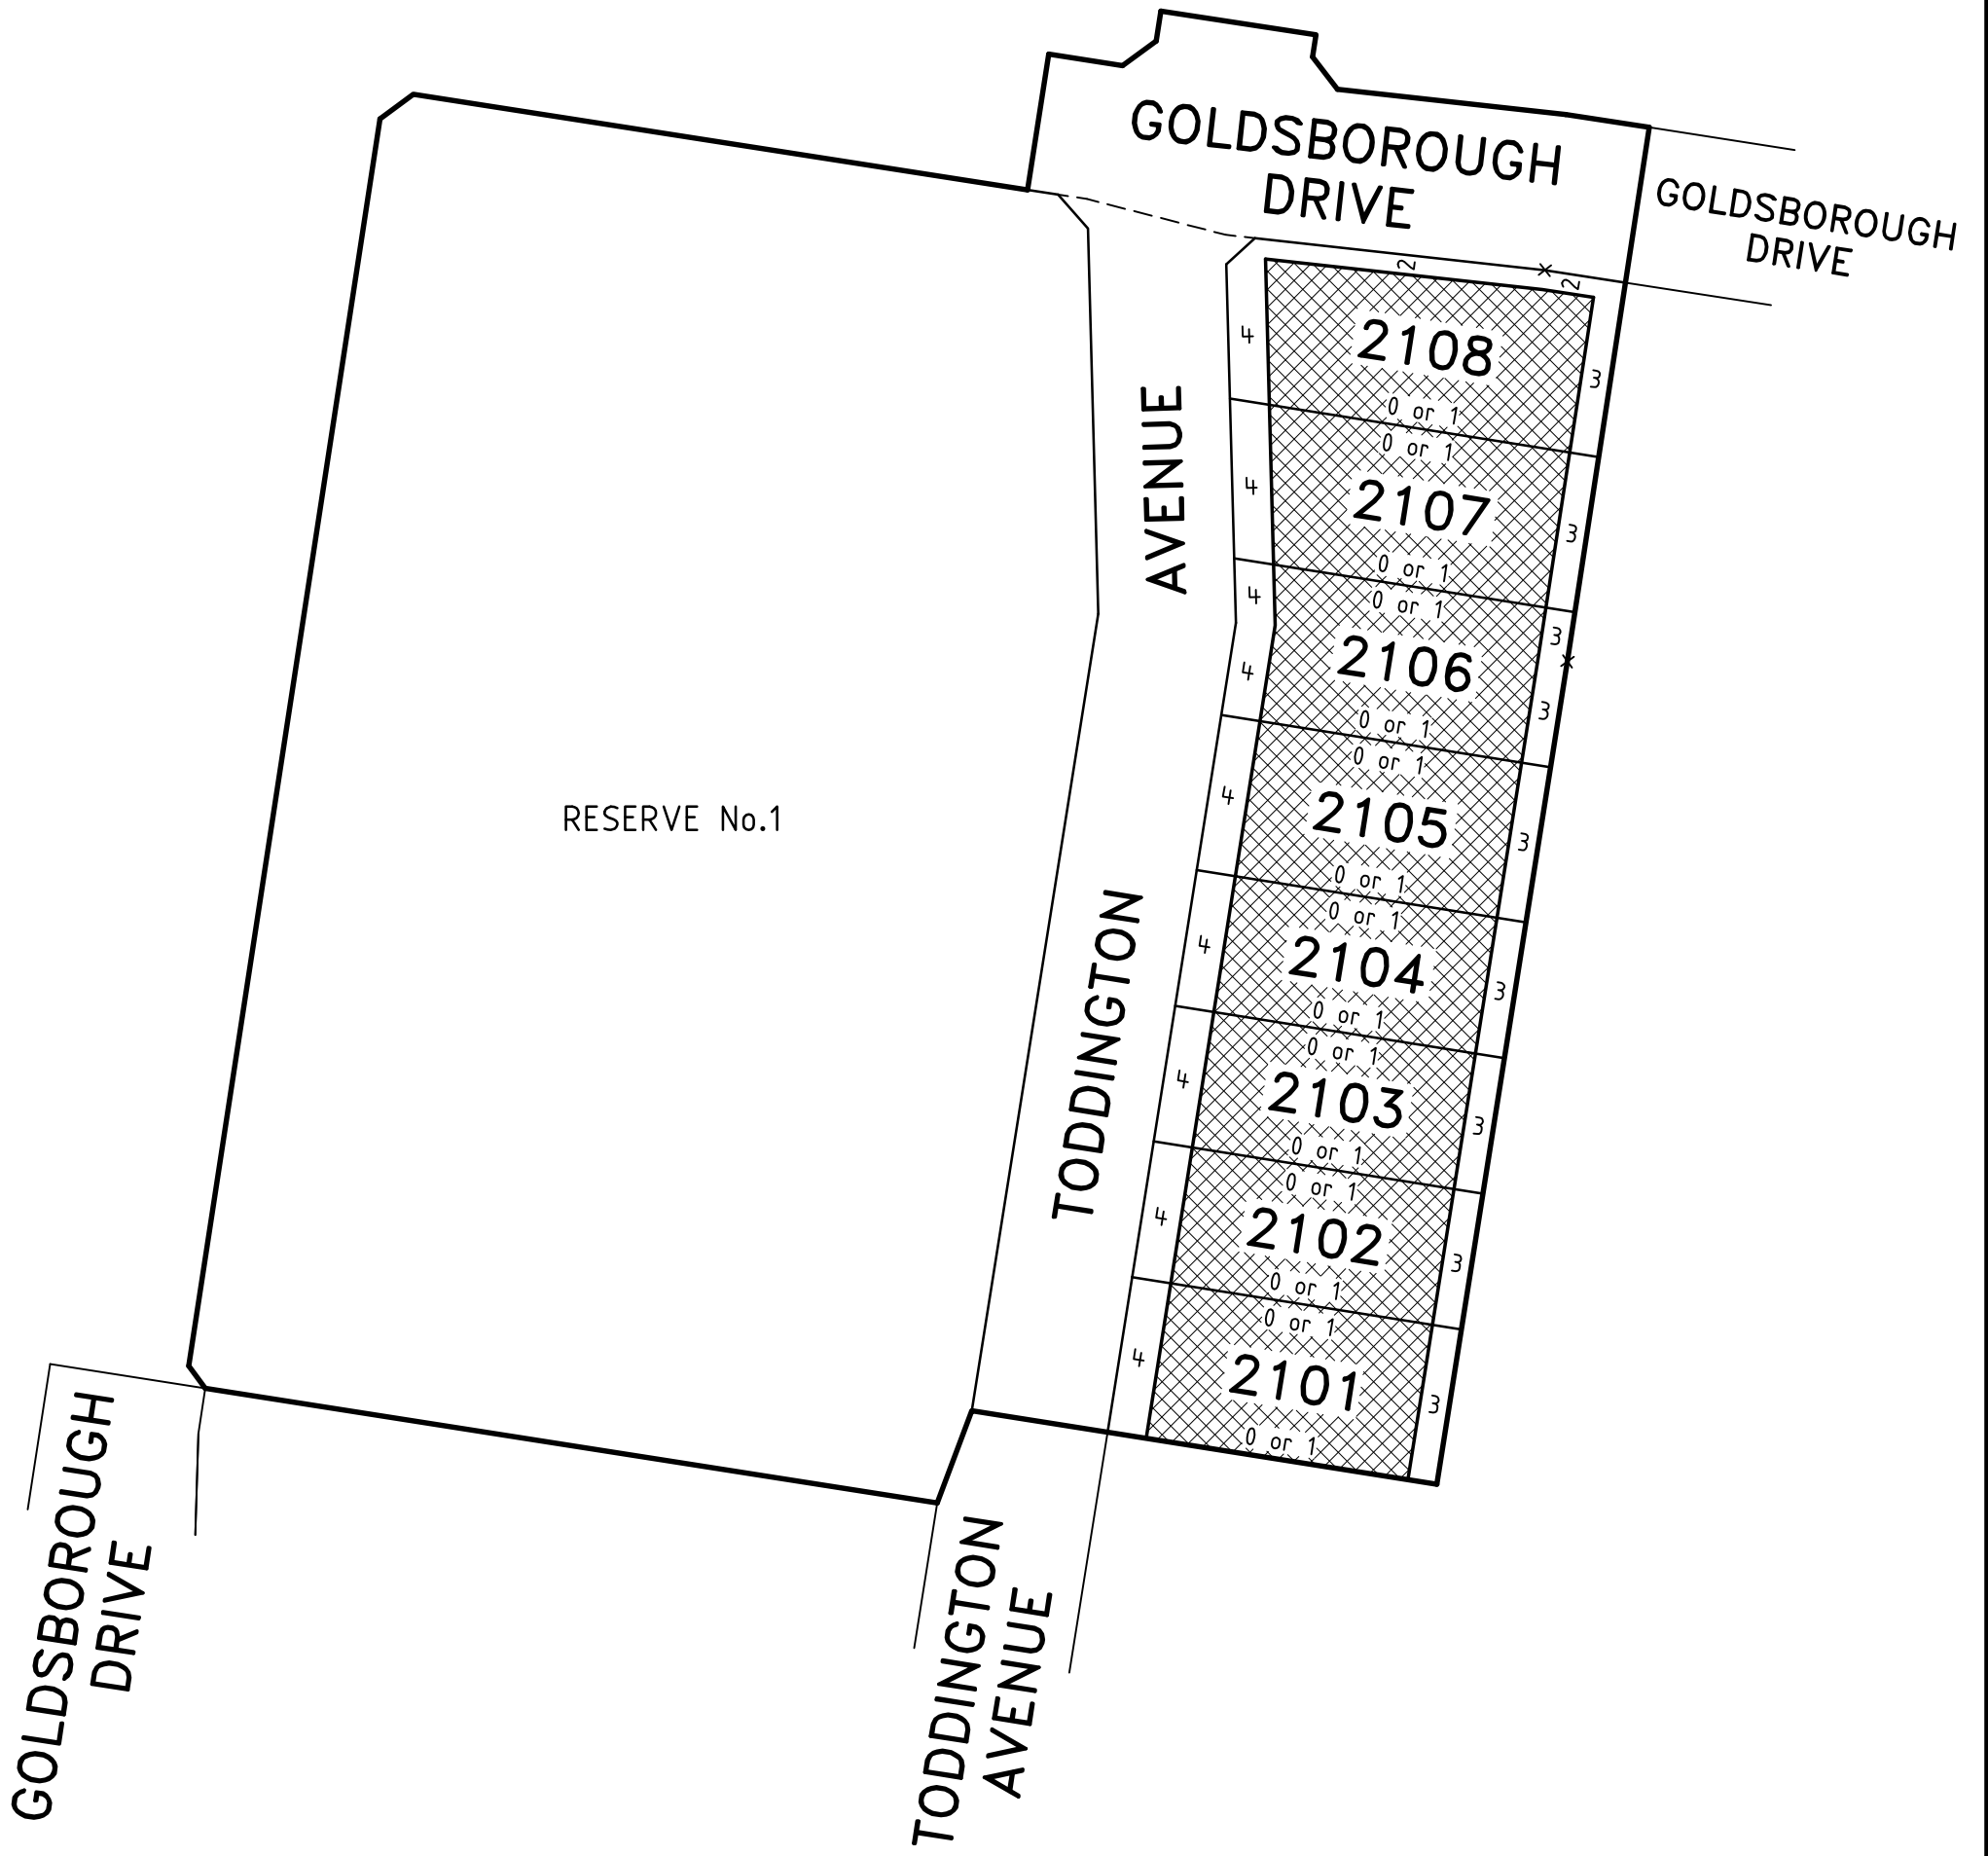 GOLDSBOROUGH
DRIVE
GOLDSBOROUGH
DRIVE
2
2
4
2108
3
0 or 1
0 or 1
4
2107
3
0 or 1
0 or 1
4
3
2106
4
3
0 or 1
0 or 1
4
2105
3
0 or 1
0 or 1
4
2104
3
0 or 1
0 or 1
4
2103
3
0 or 1
0 or 1
4
2102
3
0 or 1
0 or 1
4
2101
3
0 or 1
RESERVE No.1
TODDINGTON AVENUE
GOLDSBOROUGH
DRIVE
TODDINGTON
AVENUE